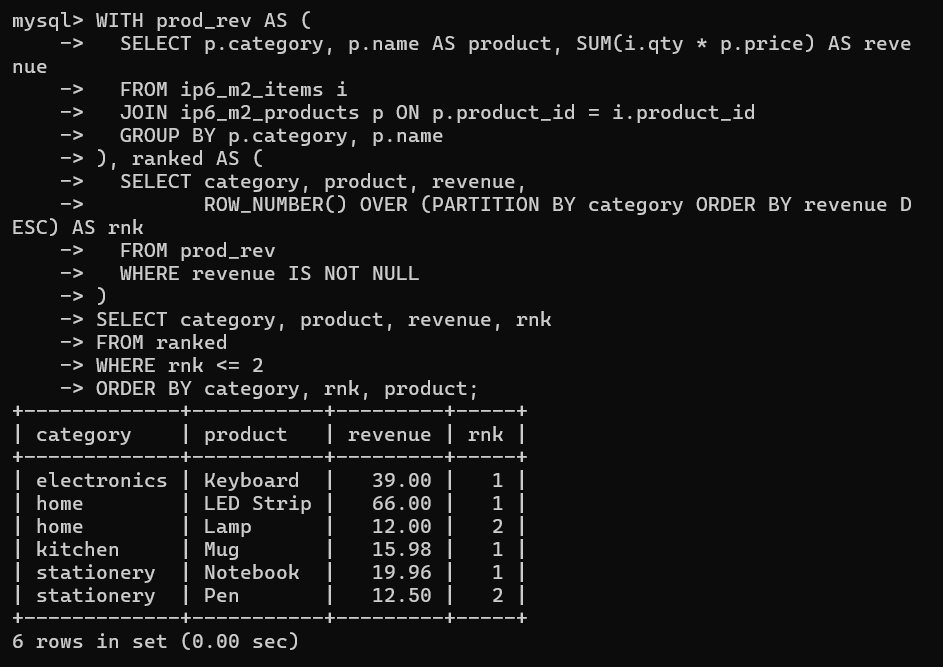 mysql> WITH prod_rev AS (
    ->   SELECT p.category, p.name AS product, SUM(i.qty * p.price) AS reve
nue
    ->   FROM ip6_m2_items i
    ->   JOIN ip6_m2_products p ON p.product_id = i.product_id
    ->   GROUP BY p.category, p.name
    -> ), ranked AS (
    ->   SELECT category, product, revenue,
    ->          ROW_NUMBER() OVER (PARTITION BY category ORDER BY revenue D
ESC) AS rnk
    ->   FROM prod_rev
    ->   WHERE revenue IS NOT NULL
    -> )
    -> SELECT category, product, revenue, rnk
    -> FROM ranked
    -> WHERE rnk <= 2
    -> ORDER BY category, rnk, product;
+-------------+-----------+---------+-----+
| category    | product   | revenue | rnk |
+-------------+-----------+---------+-----+
| electronics | Keyboard  |   39.00 |   1 |
| home        | LED Strip |   66.00 |   1 |
| home        | Lamp      |   12.00 |   2 |
| kitchen     | Mug       |   15.98 |   1 |
| stationery  | Notebook  |   19.96 |   1 |
| stationery  | Pen       |   12.50 |   2 |
+-------------+-----------+---------+-----+
6 rows in set (0.00 sec)